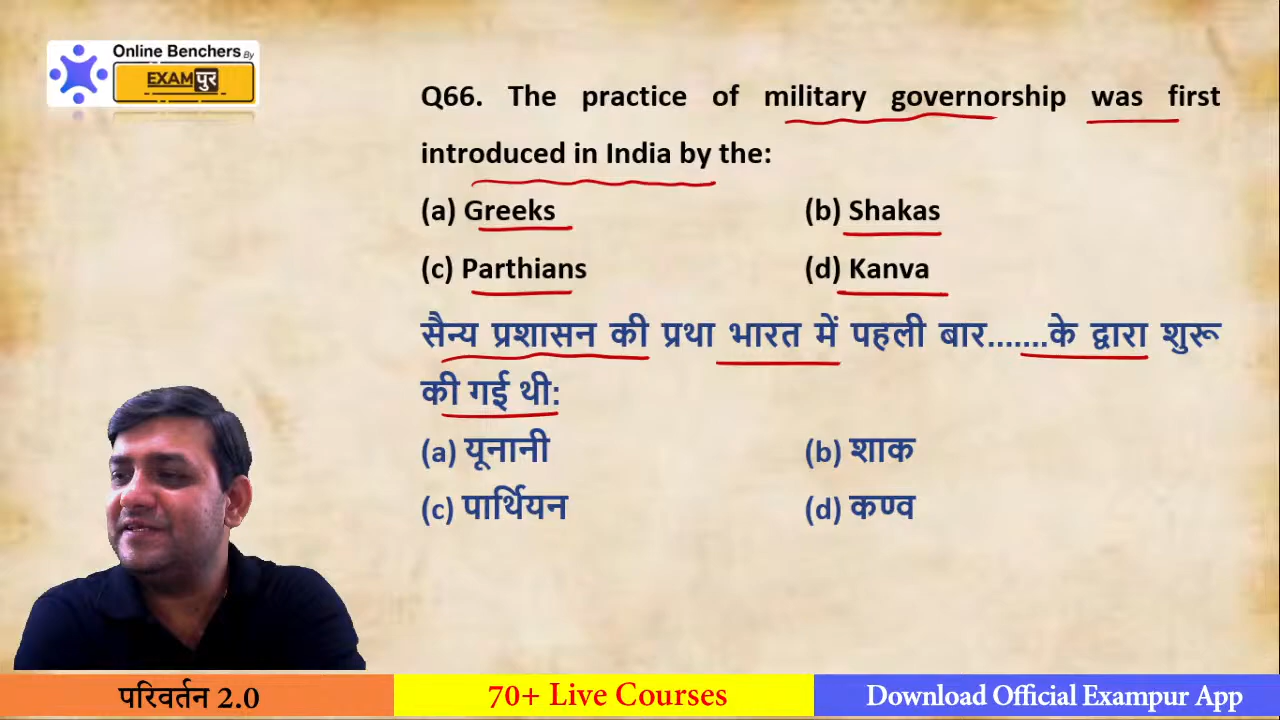 Online Benchers By
EXAMपुर
Q66. The practice of military governorship was first
introduced in India by the:
(a) Greeks (b) Shakas
(c) Parthians (d) Kanva
सैन्य प्रशासन की प्रथा भारत में पहली बार.......के द्वारा शुरू
की गई थी:
(a) यूनानी (b) शाक
(c) पार्थियन (d) कण्व
परिवर्तन 2.0 70+ Live Courses Download Official Exampur App